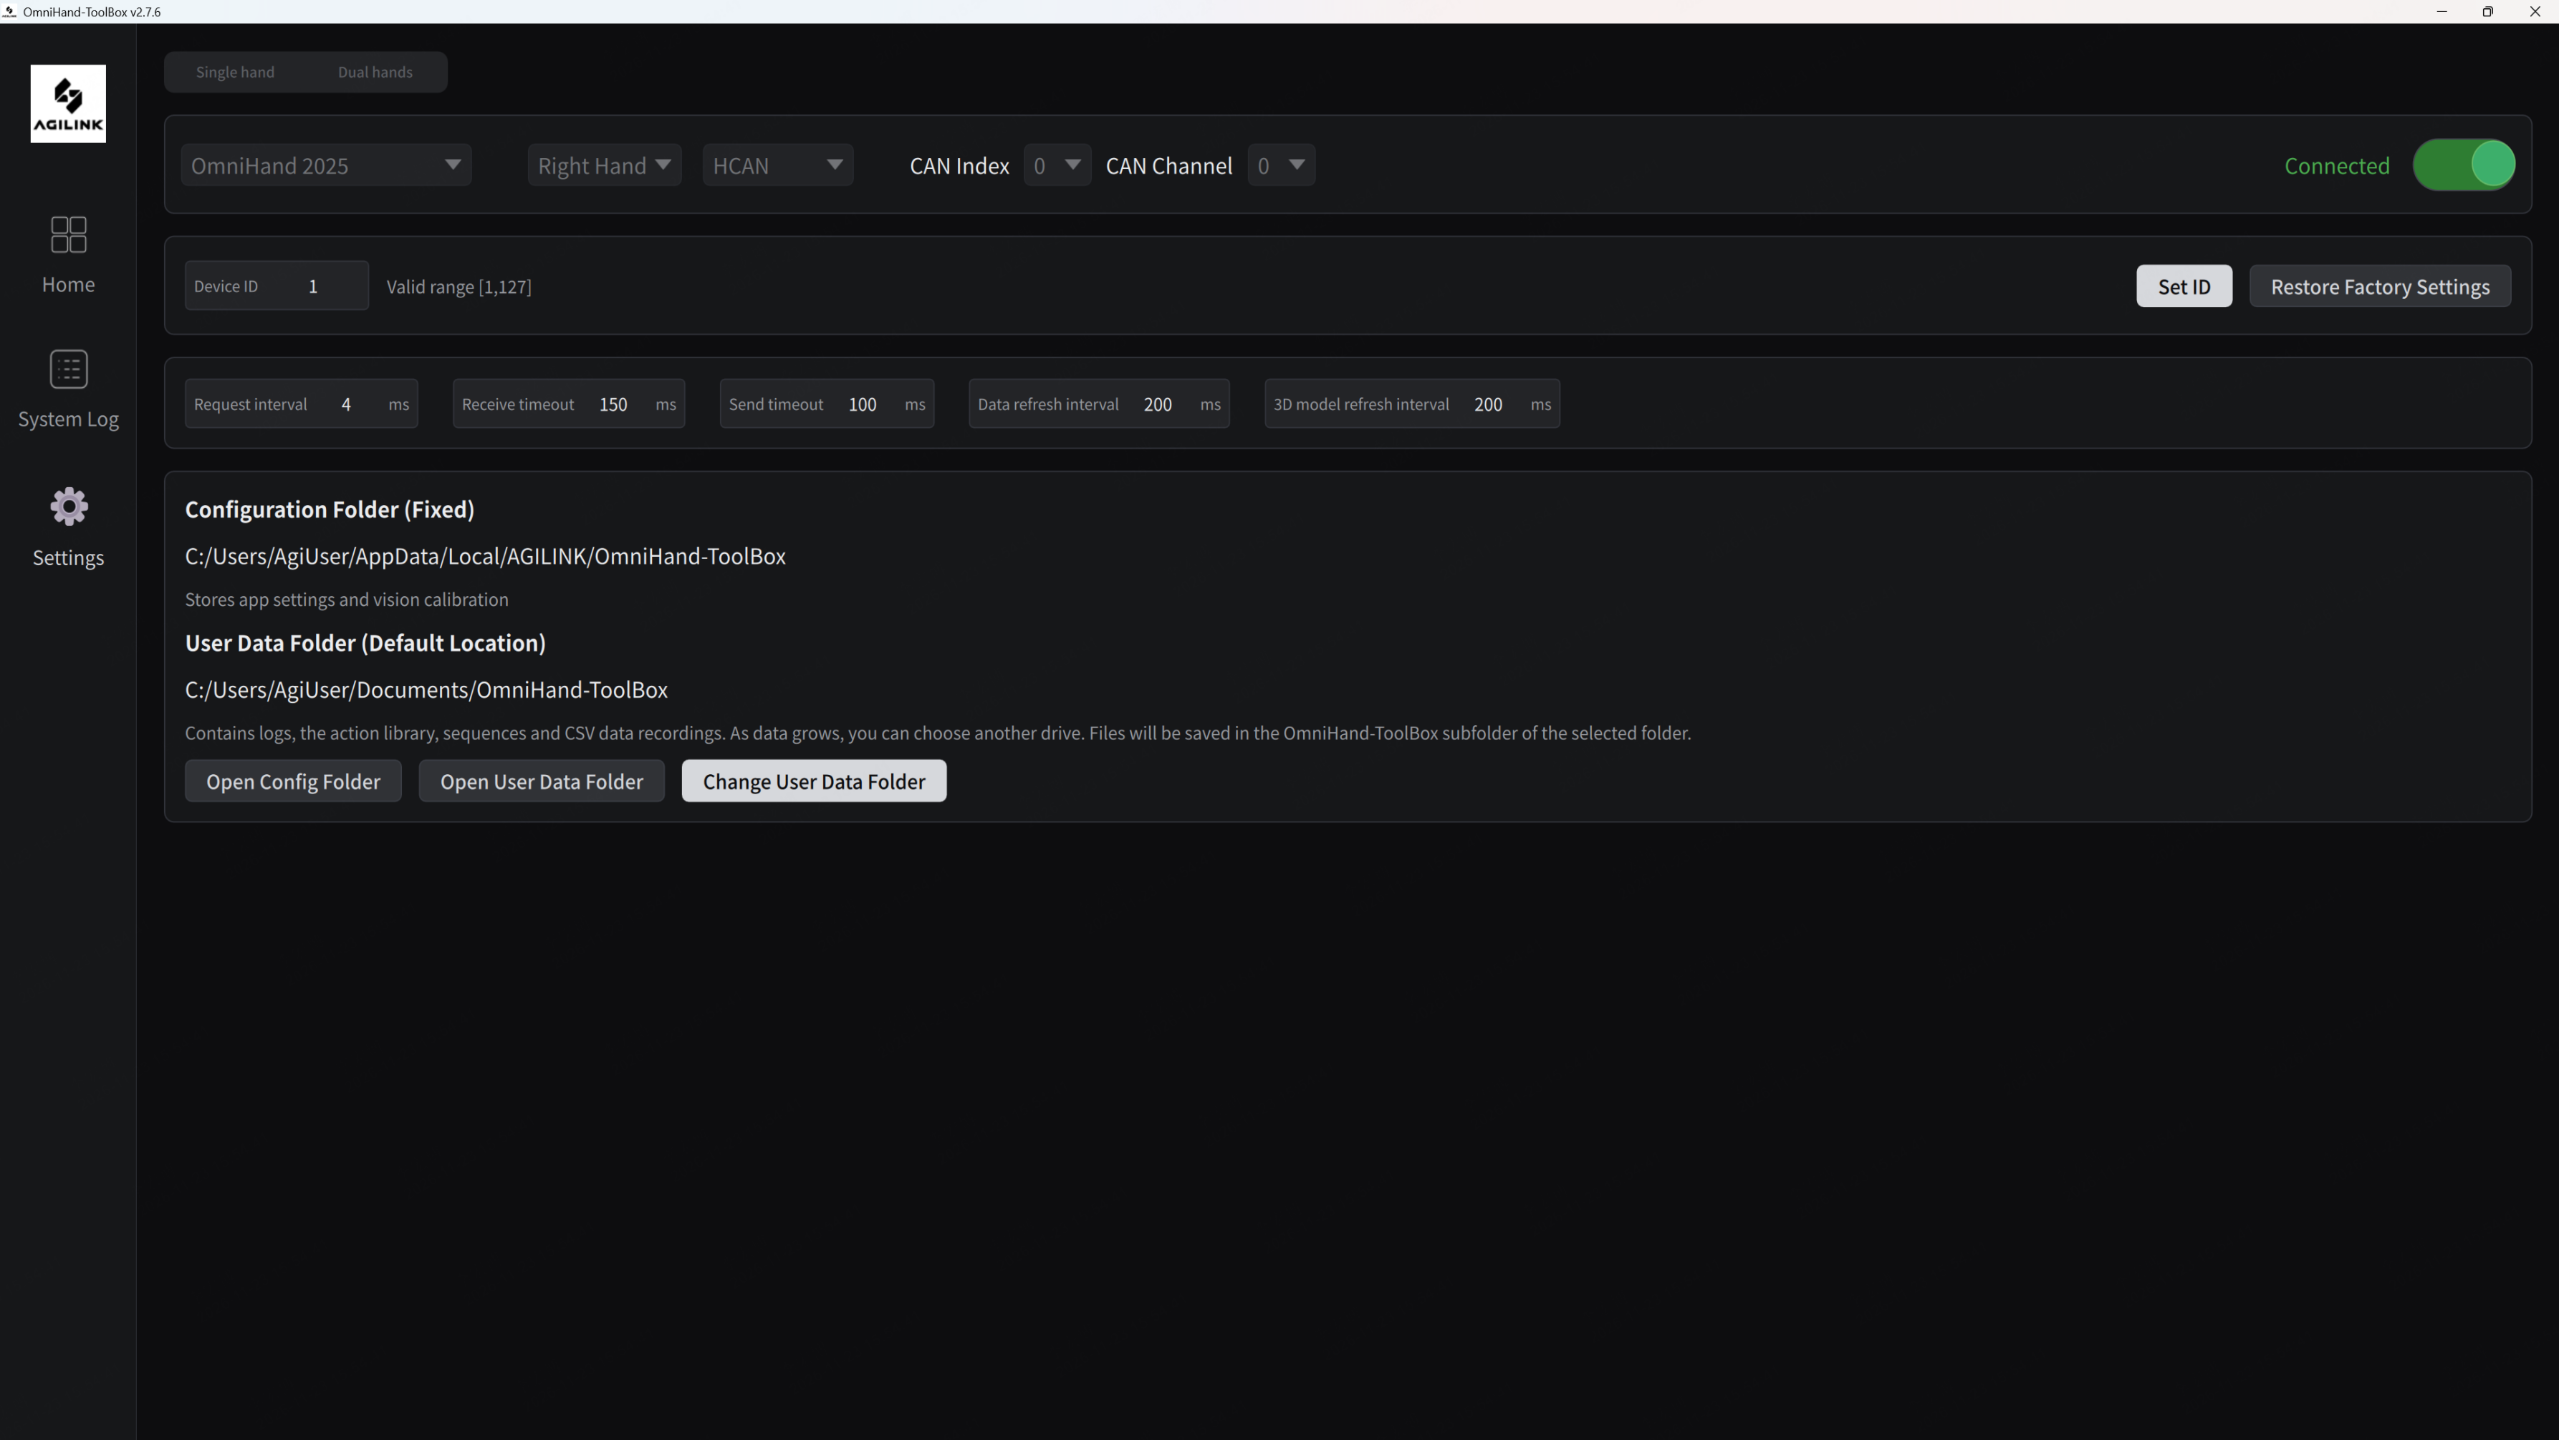 OmniHand-ToolBox v2.7.6
AGILINK
Single hand Dual hands
OmniHand 2025 Right Hand HCAN CAN Index 0 CAN Channel 0 Connected
Home
Device ID 1 Valid range [1,127] Set ID Restore Factory Settings
System Log
Request interval 4 ms Receive timeout 150 ms Send timeout 100 ms Data refresh interval 200 ms 3D model refresh interval 200 ms
Settings
Configuration Folder (Fixed)
C:/Users/AgiUser/AppData/Local/AGILINK/OmniHand-ToolBox
Stores app settings and vision calibration
User Data Folder (Default Location)
C:/Users/AgiUser/Documents/OmniHand-ToolBox
Contains logs, the action library, sequences and CSV data recordings. As data grows, you can choose another drive. Files will be saved in the OmniHand-ToolBox subfolder of the selected folder.
Open Config Folder Open User Data Folder Change User Data Folder